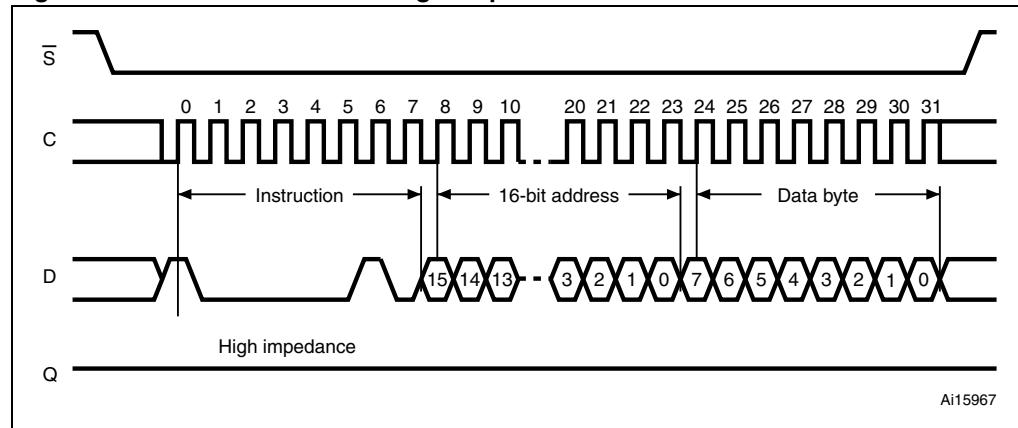 S
0 1 2 3 4 5 6 7 8 9 10 20 21 22 23 24 25 26 27 28 29 30 31
C
Instruction 16-bit address Data byte
D 15 14 13 3 2 1 0 7 6 5 4 3 2 1 0
High impedance
Q
Ai15967